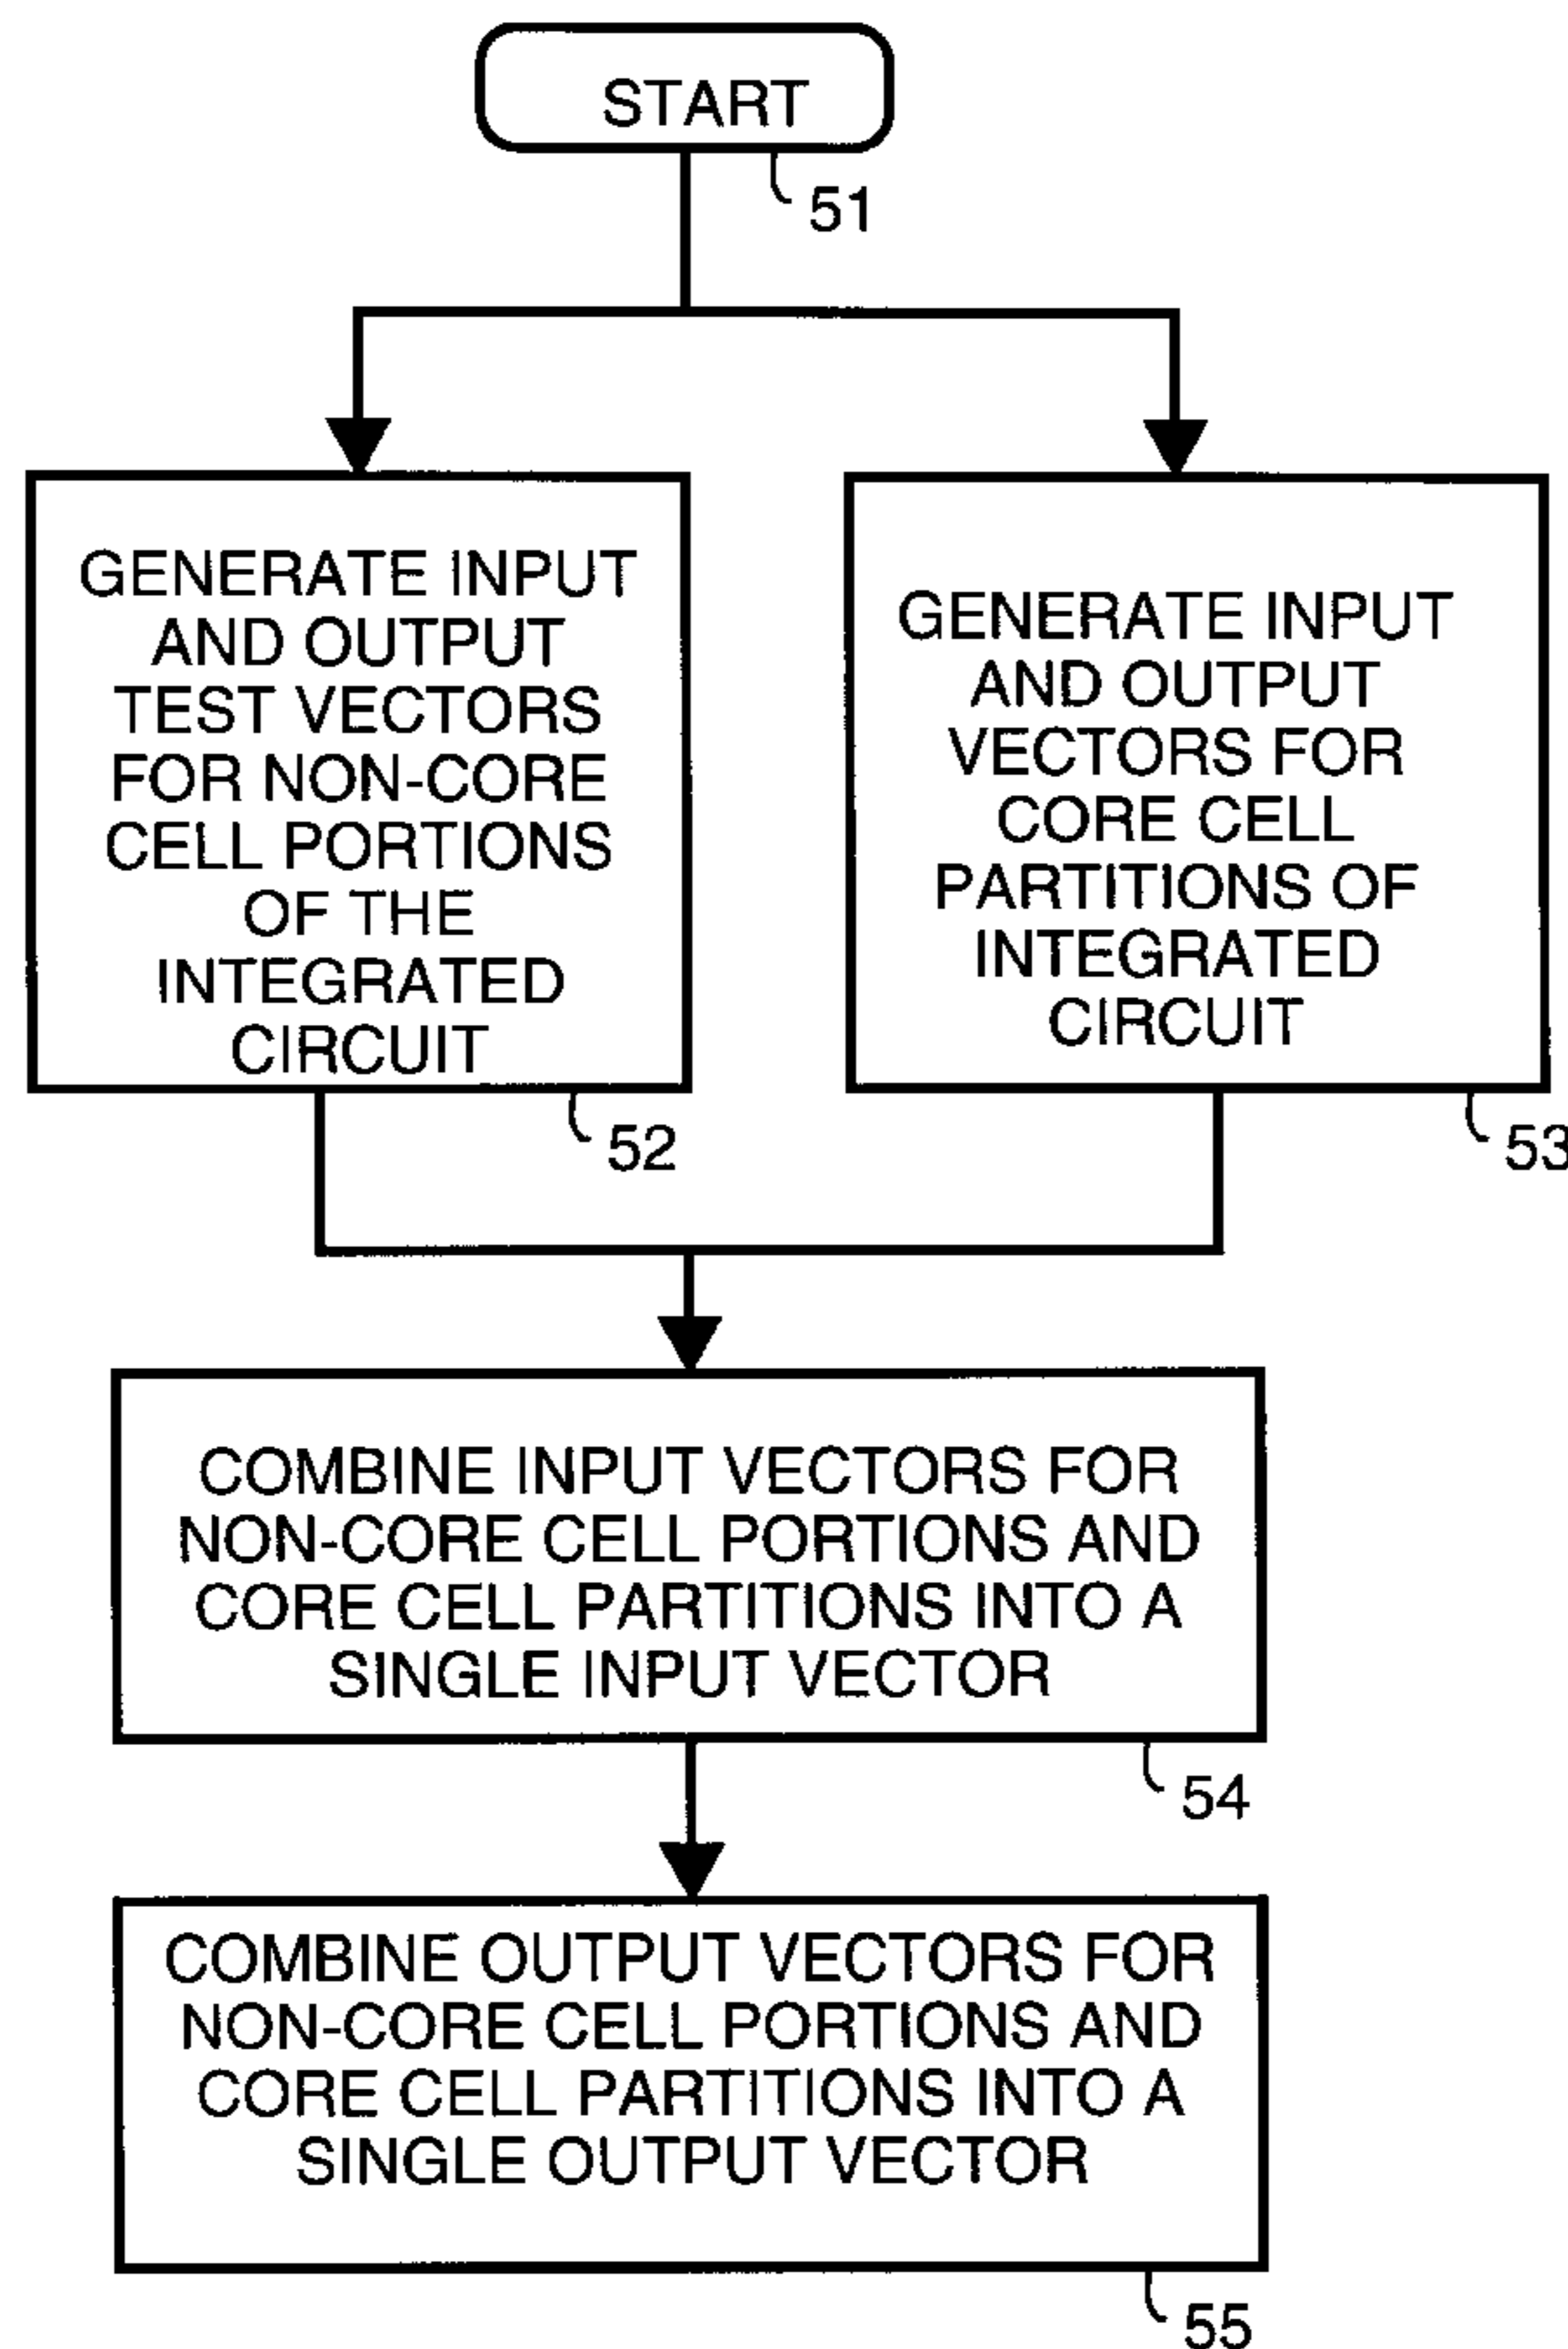 START
51
GENERATE INPUT
AND OUTPUT
TEST VECTORS
FOR NON-CORE
CELL PORTIONS
OF THE
INTEGRATED
CIRCUIT
52
GENERATE INPUT
AND OUTPUT
VECTORS FOR
CORE CELL
PARTITIONS OF
INTEGRATED
CIRCUIT
53
COMBINE INPUT VECTORS FOR
NON-CORE CELL PORTIONS AND
CORE CELL PARTITIONS INTO A
SINGLE INPUT VECTOR
54
COMBINE OUTPUT VECTORS FOR
NON-CORE CELL PORTIONS AND
CORE CELL PARTITIONS INTO A
SINGLE OUTPUT VECTOR
55